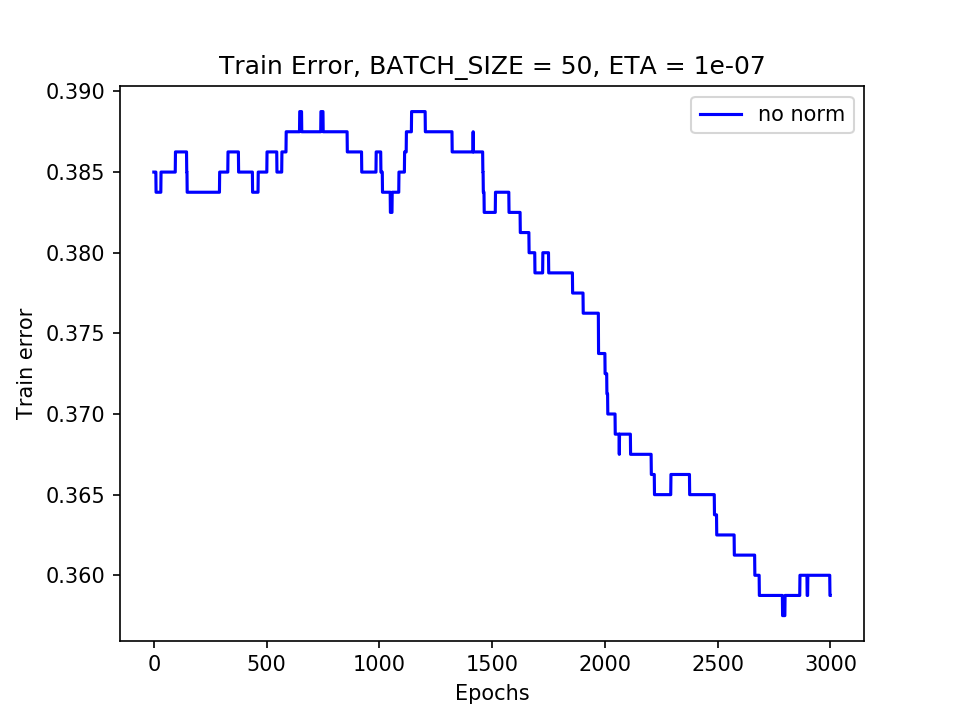 Train Error, BATCH_SIZE = 50, ETA = 1e-07
no norm
Train error
0.390
0.385
0.380
0.375
0.370
0.365
0.360
0 500 1000 1500 2000 2500 3000
Epochs